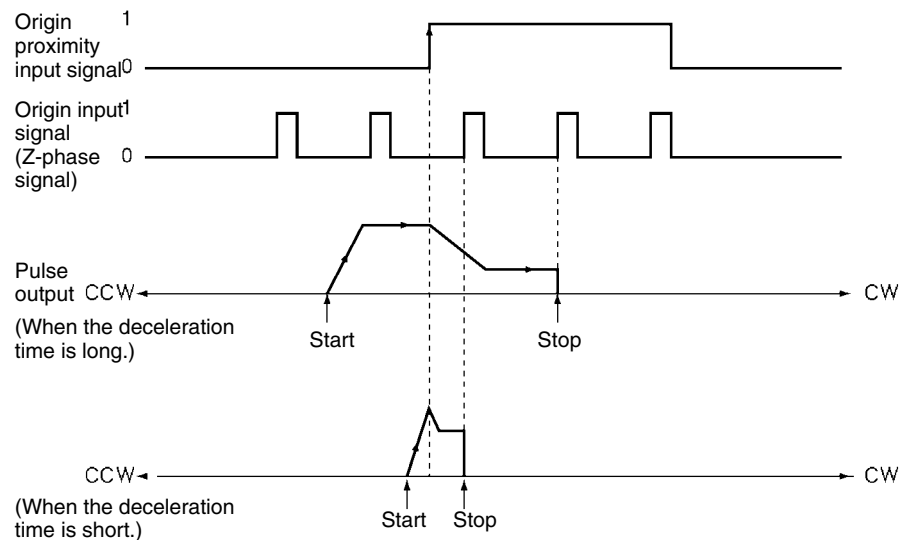 Origin
proximity
input signal
1
0
Origin input
signal
(Z-phase
signal)
1
0
Pulse
output
CCW
CW
(When the deceleration
time is long.)
Start
Stop
CCW
CW
(When the deceleration
time is short.)
Start
Stop